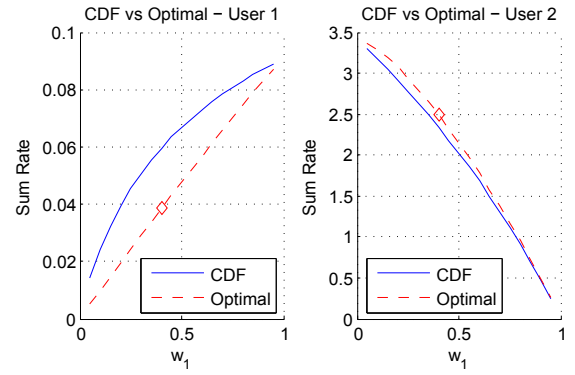 CDF vs Optimal − User 1
0.1
0.08
0.06
0.04
0.02
0
Sum Rate
CDF
Optimal
0
0.5
1
w_1
CDF vs Optimal − User 2
3.5
3
2.5
2
1.5
1
0.5
0
Sum Rate
CDF
Optimal
0
0.5
1
w_1